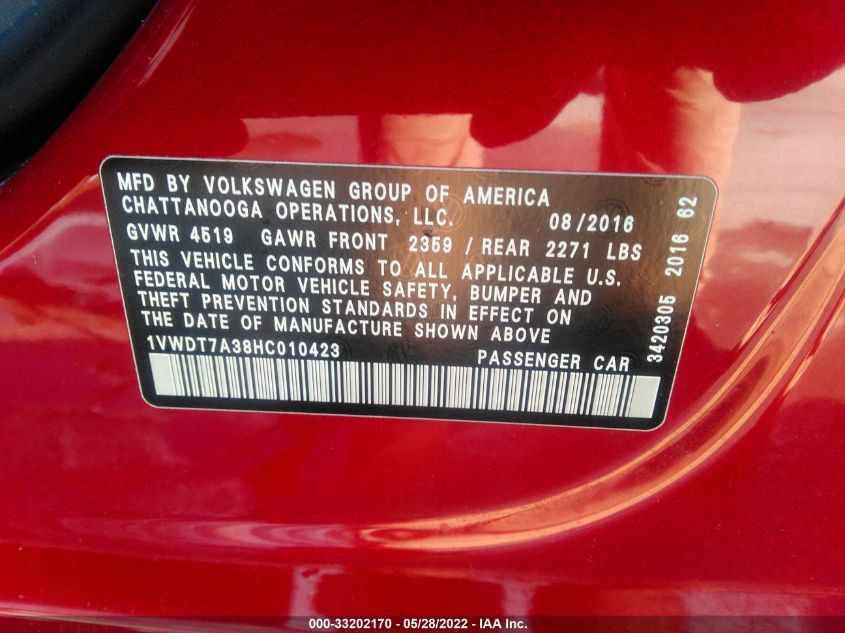 MFD BY VOLKSWAGEN GROUP OF AMERICA
CHATTANOOGA OPERATIONS, LLC. 08/2016
GVWR 4519 GAWR FRONT 2359 / REAR 2271 LBS
THIS VEHICLE CONFORMS TO ALL APPLICABLE U.S.
FEDERAL MOTOR VEHICLE SAFETY, BUMPER AND
THEFT PREVENTION STANDARDS IN EFFECT ON
THE DATE OF MANUFACTURE SHOWN ABOVE
1VWDT7A38HC010423 PASSENGER CAR
3420305 2016 62
000-33202170 - 05/28/2022 - IAA Inc.